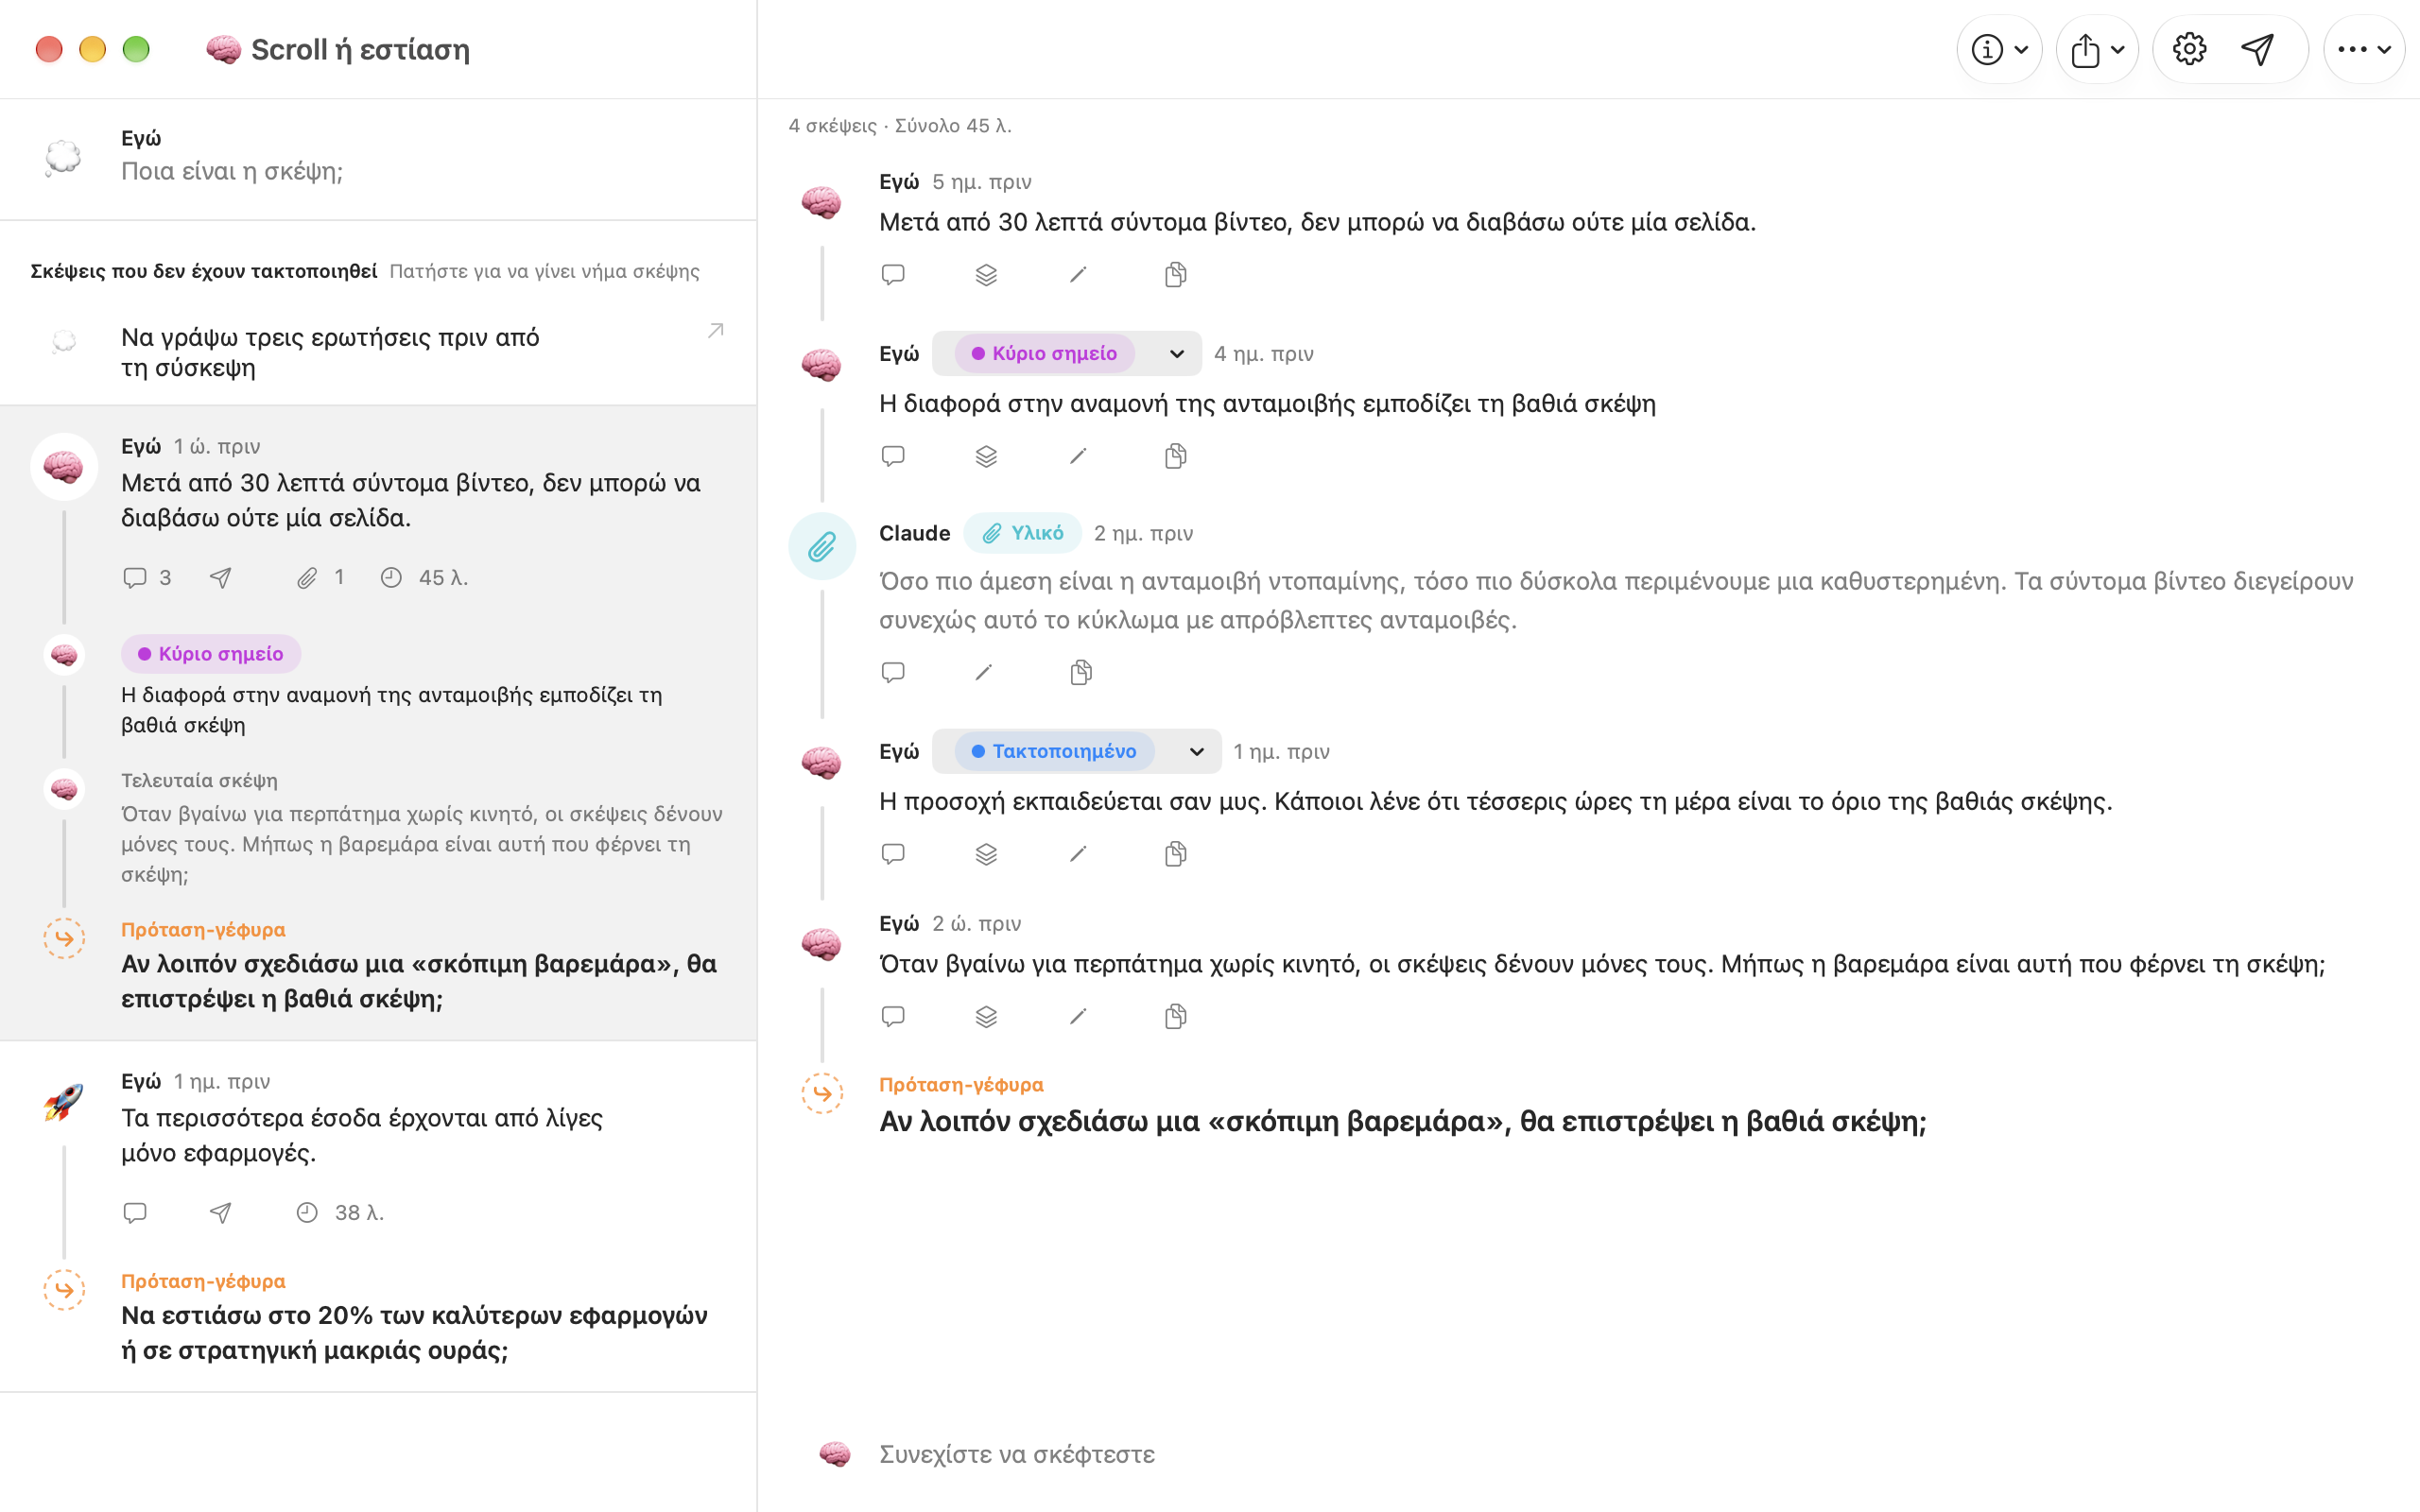 Scroll ή εστίαση
Εγώ
Ποια είναι η σκέψη;
Σκέψεις που δεν έχουν τακτοποιηθεί Πατήστε για να γίνει νήμα σκέψης
Να γράψω τρεις ερωτήσεις πριν από
τη σύσκεψη
Εγώ 1 ώ. πριν
Μετά από 30 λεπτά σύντομα βίντεο, δεν μπορώ να
διαβάσω ούτε μία σελίδα.
3 1 45 λ.
Κύριο σημείο
Η διαφορά στην αναμονή της ανταμοιβής εμποδίζει τη
βαθιά σκέψη
Τελευταία σκέψη
Όταν βγαίνω για περπάτημα χωρίς κινητό, οι σκέψεις δένουν
μόνες τους. Μήπως η βαρεμάρα είναι αυτή που φέρνει τη
σκέψη;
Πρόταση-γέφυρα
Αν λοιπόν σχεδιάσω μια «σκόπιμη βαρεμάρα», θα
επιστρέψει η βαθιά σκέψη;
Εγώ 1 ημ. πριν
Τα περισσότερα έσοδα έρχονται από λίγες
μόνο εφαρμογές.
38 λ.
Πρόταση-γέφυρα
Να εστιάσω στο 20% των καλύτερων εφαρμογών
ή σε στρατηγική μακριάς ουράς;
4 σκέψεις · Σύνολο 45 λ.
Εγώ 5 ημ. πριν
Μετά από 30 λεπτά σύντομα βίντεο, δεν μπορώ να διαβάσω ούτε μία σελίδα.
Εγώ Κύριο σημείο 4 ημ. πριν
Η διαφορά στην αναμονή της ανταμοιβής εμποδίζει τη βαθιά σκέψη
Claude Υλικό 2 ημ. πριν
Όσο πιο άμεση είναι η ανταμοιβή ντοπαμίνης, τόσο πιο δύσκολα περιμένουμε μια καθυστερημένη. Τα σύντομα βίντεο διεγείρουν
συνεχώς αυτό το κύκλωμα με απρόβλεπτες ανταμοιβές.
Εγώ Τακτοποιημένο 1 ημ. πριν
Η προσοχή εκπαιδεύεται σαν μυς. Κάποιοι λένε ότι τέσσερις ώρες τη μέρα είναι το όριο της βαθιάς σκέψης.
Εγώ 2 ώ. πριν
Όταν βγαίνω για περπάτημα χωρίς κινητό, οι σκέψεις δένουν μόνες τους. Μήπως η βαρεμάρα είναι αυτή που φέρνει τη σκέψη;
Πρόταση-γέφυρα
Αν λοιπόν σχεδιάσω μια «σκόπιμη βαρεμάρα», θα επιστρέψει η βαθιά σκέψη;
Συνεχίστε να σκέφτεστε